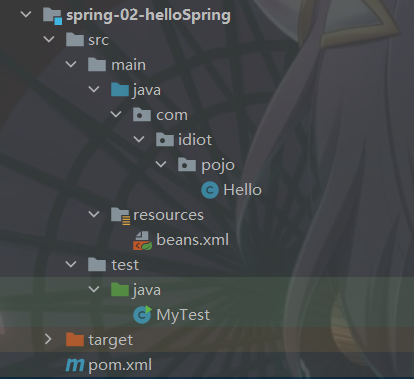 spring-02-helloSpring
src
main
java
com
idiot
pojo
Hello
resources
beans.xml
test
java
MyTest
target
pom.xml